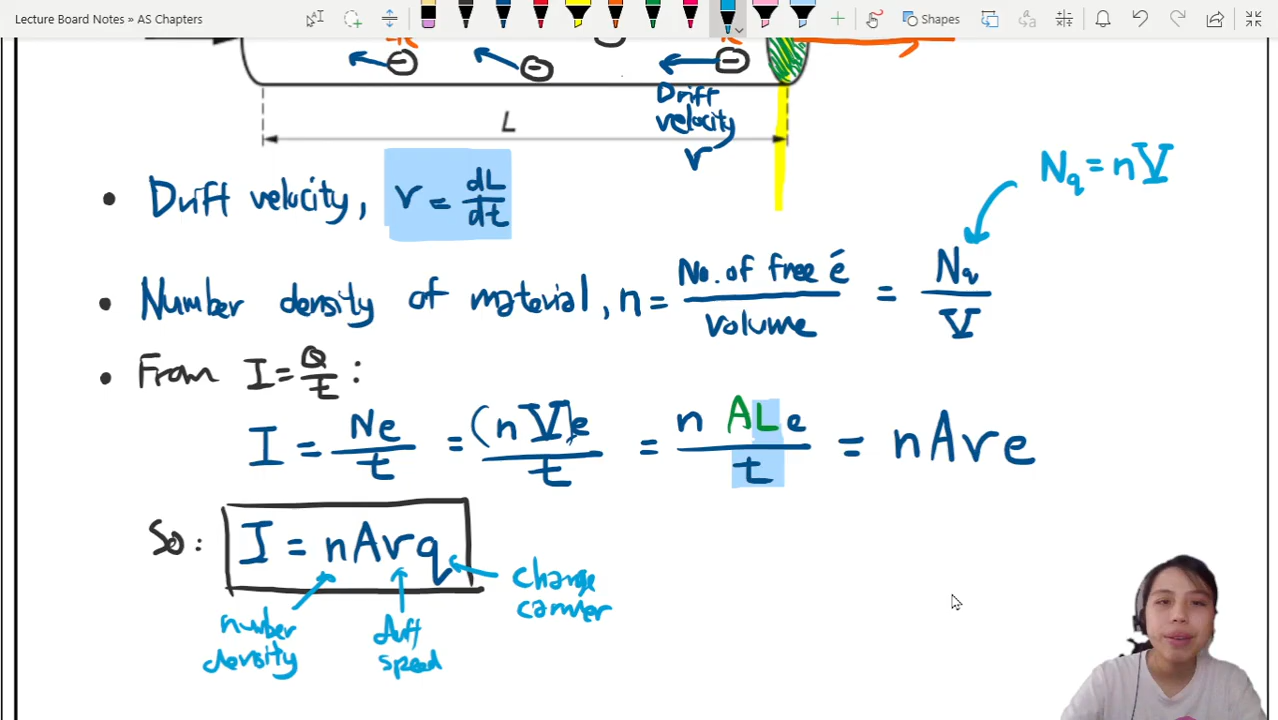 Lecture Board Notes » AS Chapters
Shapes
L
Drift
velocity
v
Nq = nV
• Drift velocity, v = dL/dt
• Number density of material, n = No. of free e⁻/volume = Nq/V
• From I = Q/t :
I = Ne/t = (nV)e/t = n AL e/t = nAve
So: I = nAvq
number
density
drift
speed
charge
carrier